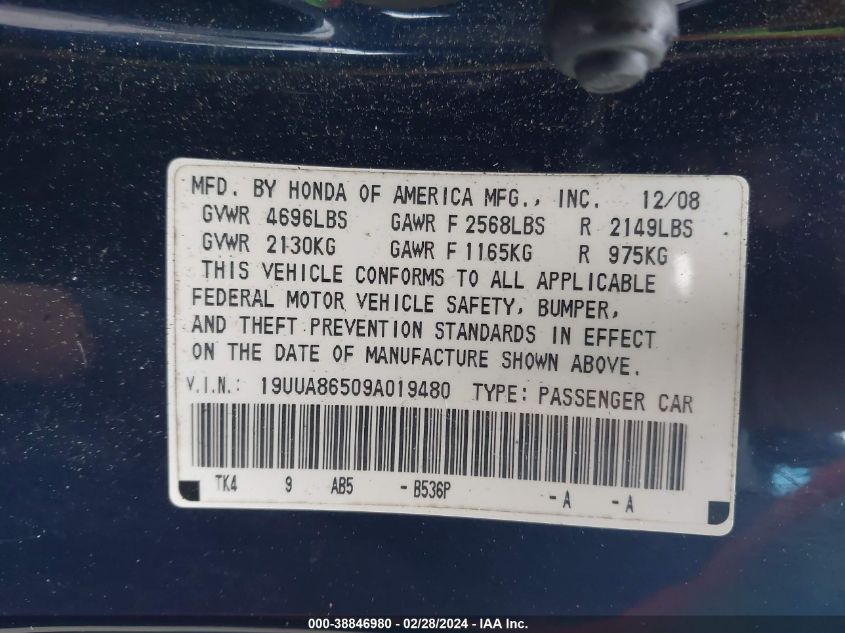 MFD. BY HONDA OF AMERICA MFG., INC. 12/08
GVWR 4696LBS GAWR F 2568LBS R 2149LBS
GVWR 2130KG GAWR F 1165KG R 975KG
THIS VEHICLE CONFORMS TO ALL APPLICABLE
FEDERAL MOTOR VEHICLE SAFETY, BUMPER,
AND THEFT PREVENTION STANDARDS IN EFFECT
ON THE DATE OF MANUFACTURE SHOWN ABOVE.
V.I.N.: 19UUA86509A019480 TYPE: PASSENGER CAR
TK4 9 AB5 -B536P -A -A
000-38846980 - 02/28/2024 - IAA Inc.